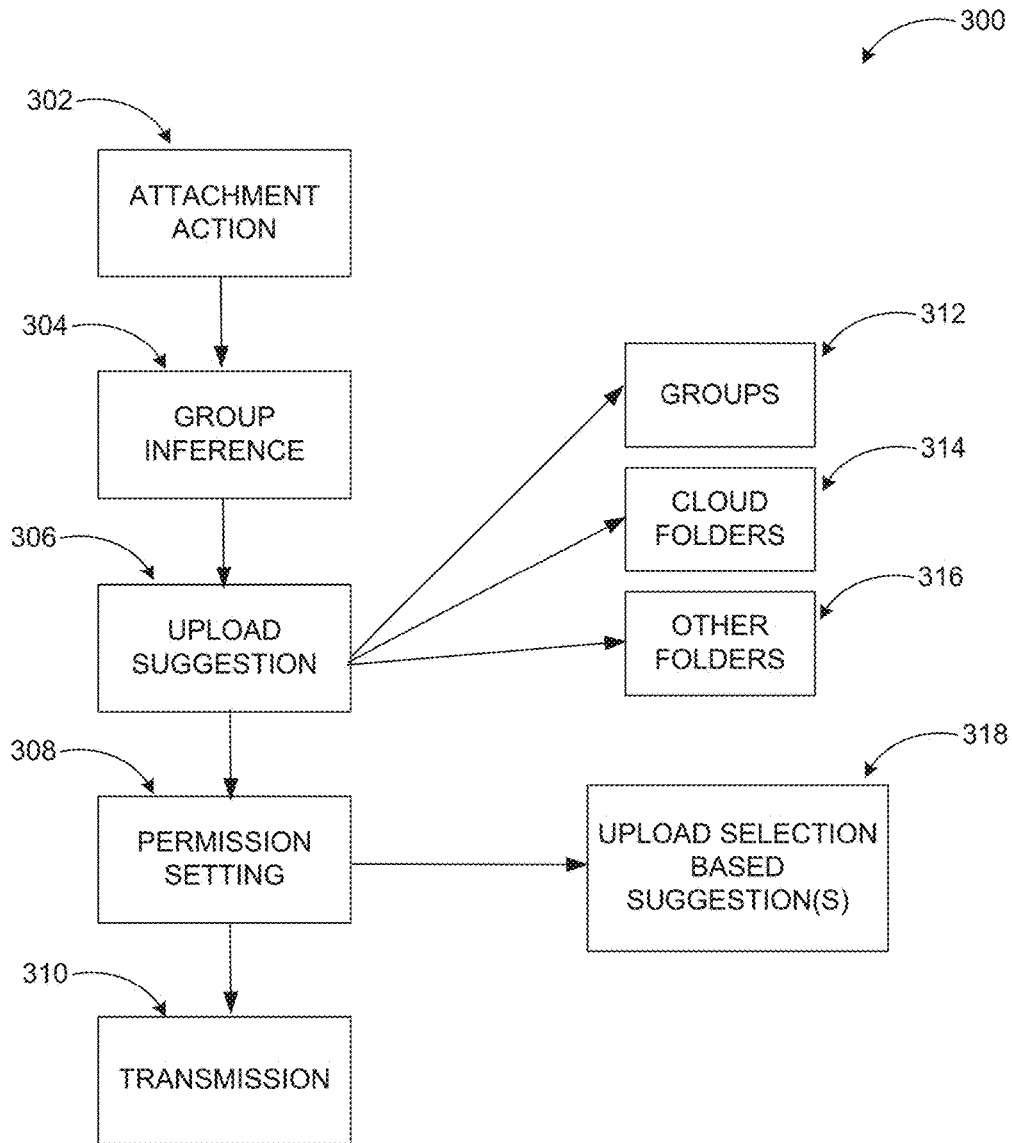 300
302
ATTACHMENT
ACTION
304
GROUP
INFERENCE
312
GROUPS
314
CLOUD
FOLDERS
306
UPLOAD
SUGGESTION
316
OTHER
FOLDERS
308
PERMISSION
SETTING
318
UPLOAD SELECTION
BASED
SUGGESTION(S)
310
TRANSMISSION